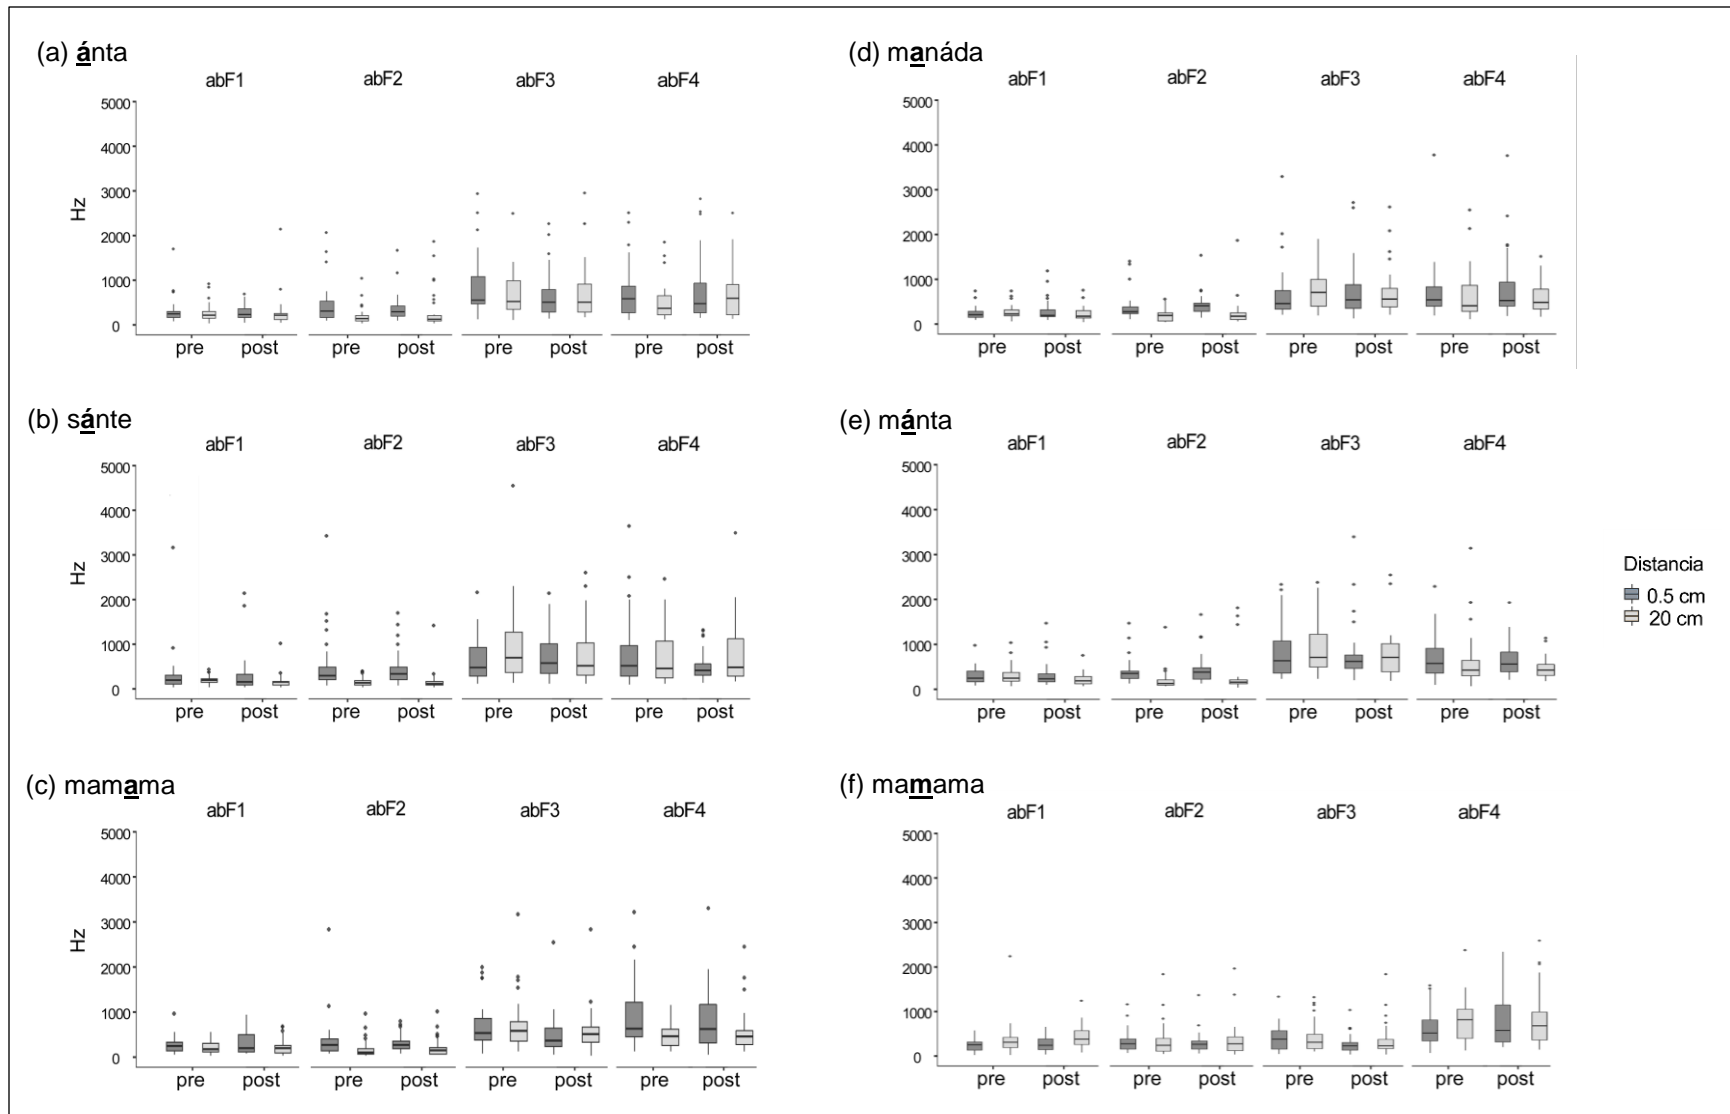 (a) ánta
abF1 abF2 abF3 abF4
5000
4000
3000
Hz
2000
1000
0
pre post pre post pre post pre post
(d) manáda
abF1 abF2 abF3 abF4
5000
4000
3000
2000
1000
0
pre post pre post pre post pre post
(b) sánte
abF1 abF2 abF3 abF4
5000
4000
3000
Hz
2000
1000
0
pre post pre post pre post pre post
(e) mánta
abF1 abF2 abF3 abF4
5000
4000
3000
2000
1000
0
pre post pre post pre post pre post
Distancia
0.5 cm
20 cm
(c) mamama
abF1 abF2 abF3 abF4
5000
4000
3000
Hz
2000
1000
0
pre post pre post pre post pre post
(f) mamama
abF1 abF2 abF3 abF4
5000
4000
3000
2000
1000
0
pre post pre post pre post pre post